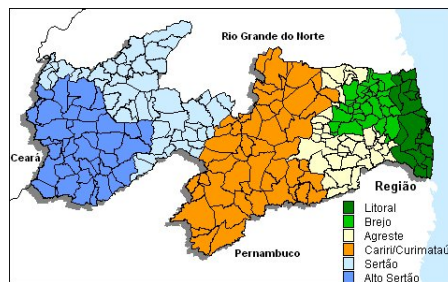 Rio Grande do Norte
Ceará
Pernambuco
Região
Litoral
Brejo
Agreste
Cariri/Curimataú
Sertão
Alto Sertão